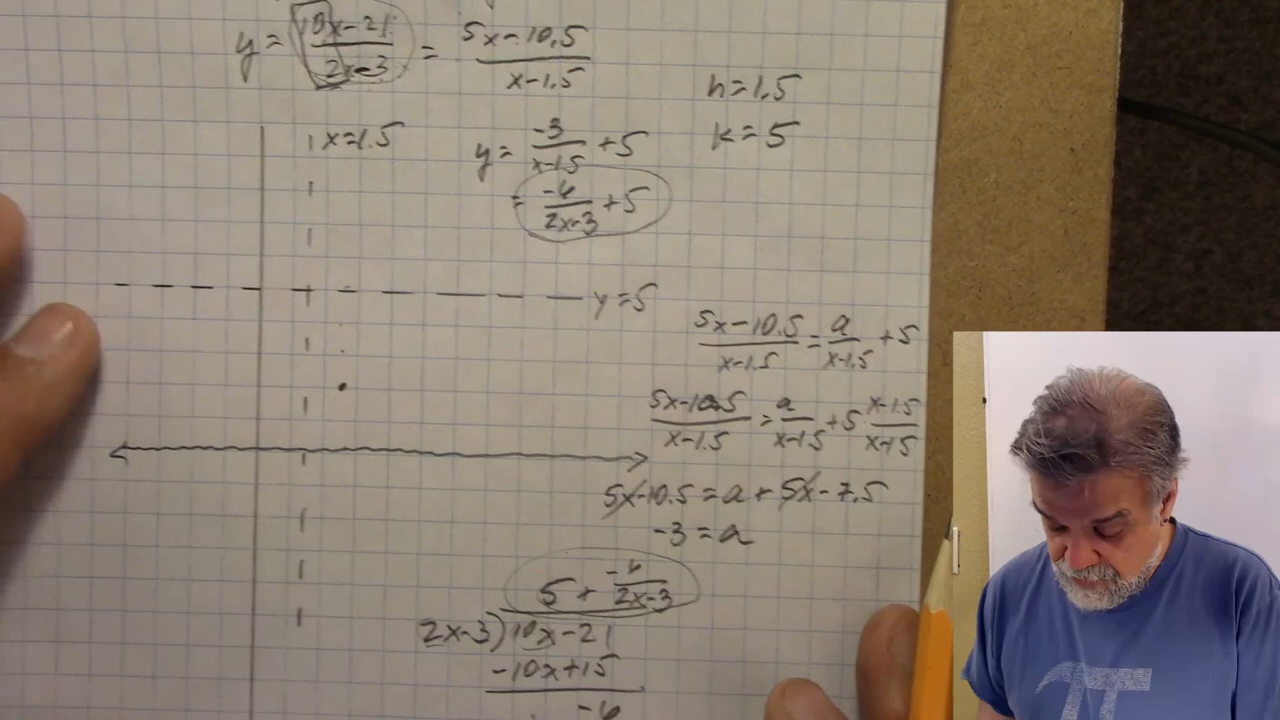 y = 10x-21/2x-3 = 5x-10.5/x-1.5
h=1.5
k=5
x=1.5
y = -3/x-1.5 +5
= -6/2x-3 +5
y=5
5x-10.5/x-1.5 = a/x-1.5 +5
5x-10.5/x-1.5 = a/x-1.5 +5 x-1.5/x-1.5
5x-10.5 = a + 5x-7.5
-3 = a
5 + -6/2x-3
2x-3)10x-21
-10x+15
-6
π